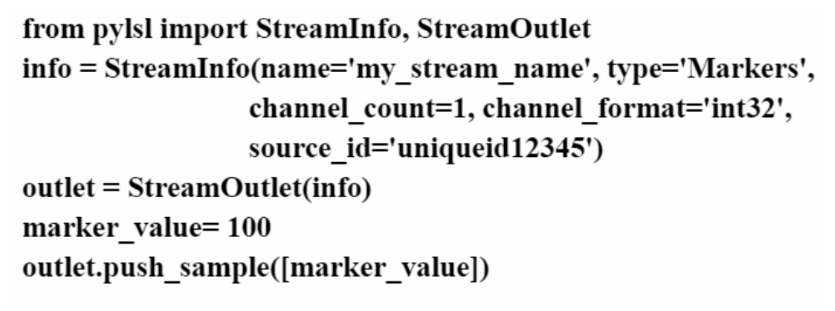 from pylsl import StreamInfo, StreamOutlet
info = StreamInfo(name='my_stream_name', type='Markers',
channel_count=1, channel_format='int32',
source_id='uniqueid12345')
outlet = StreamOutlet(info)
marker_value= 100
outlet.push_sample([marker_value])